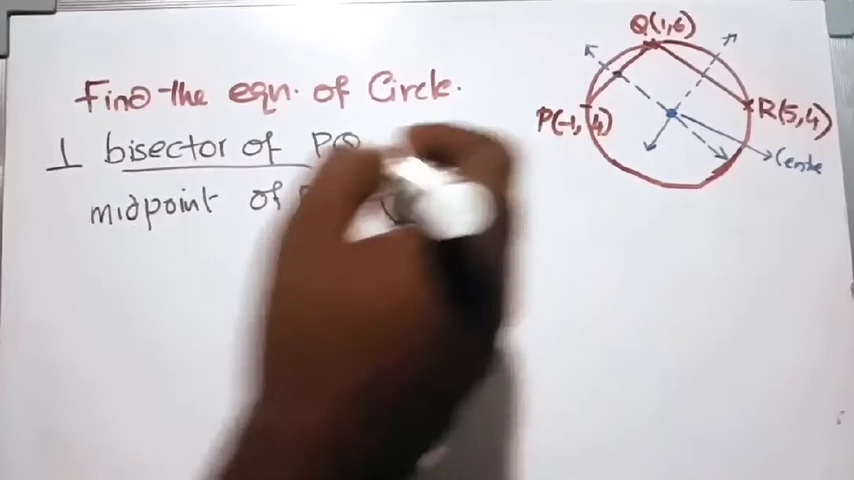 Find the eqn. of Circle.
⊥ bisector of PQ
midpoint of
Q(1,6)
P(-1,4)
R(5,4)
Centre